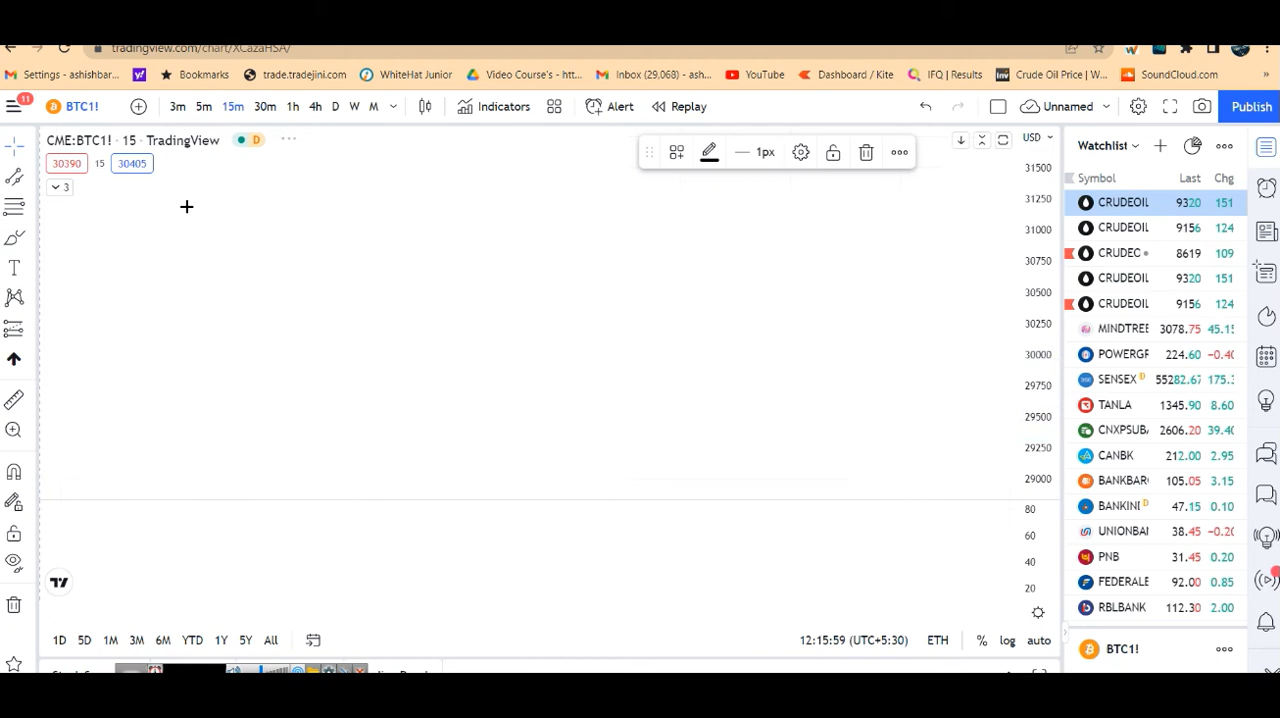 tradingview.com/chart/XCazaHSA/
Settings - ashishbar... Bookmarks trade.tradejini.com WhiteHat Junior Video Course's - htt... Inbox (29,068) - ash... YouTube Dashboard / Kite IFQ | Results Crude Oil Price | W... SoundCloud.com »
11 BTC1! 3m 5m 15m 30m 1h 4h D W M Indicators Alert Replay Unnamed Publish
CME:BTC1! · 15 · TradingView D
30390 15 30405
3
1px
USD
31500
31250
31000
30750
30500
30250
30000
29750
29500
29250
29000
80
60
40
20
Watchlist
Symbol Last Chg
CRUDEOIL 9320 151
CRUDEOIL 9156 124
CRUDEO 8619 109
CRUDEOIL 9320 151
CRUDEOIL 9156 124
MINDTREE 3078.75 45.15
POWERGR 224.60 −0.40
SENSEX D 55282.67 175.
TANLA 1345.90 8.60
CNXPSUBA 2606.20 39.40
CANBK 212.00 2.95
BANKBARO 105.05 3.15
BANKINI D 47.15 0.10
UNIONBAN 38.45 −0.20
PNB 31.45 0.20
FEDERALB 92.00 0.85
RBLBANK 112.30 2.00
1D 5D 1M 3M 6M YTD 1Y 5Y All 12:15:59 (UTC+5:30) ETH % log auto
BTC1!